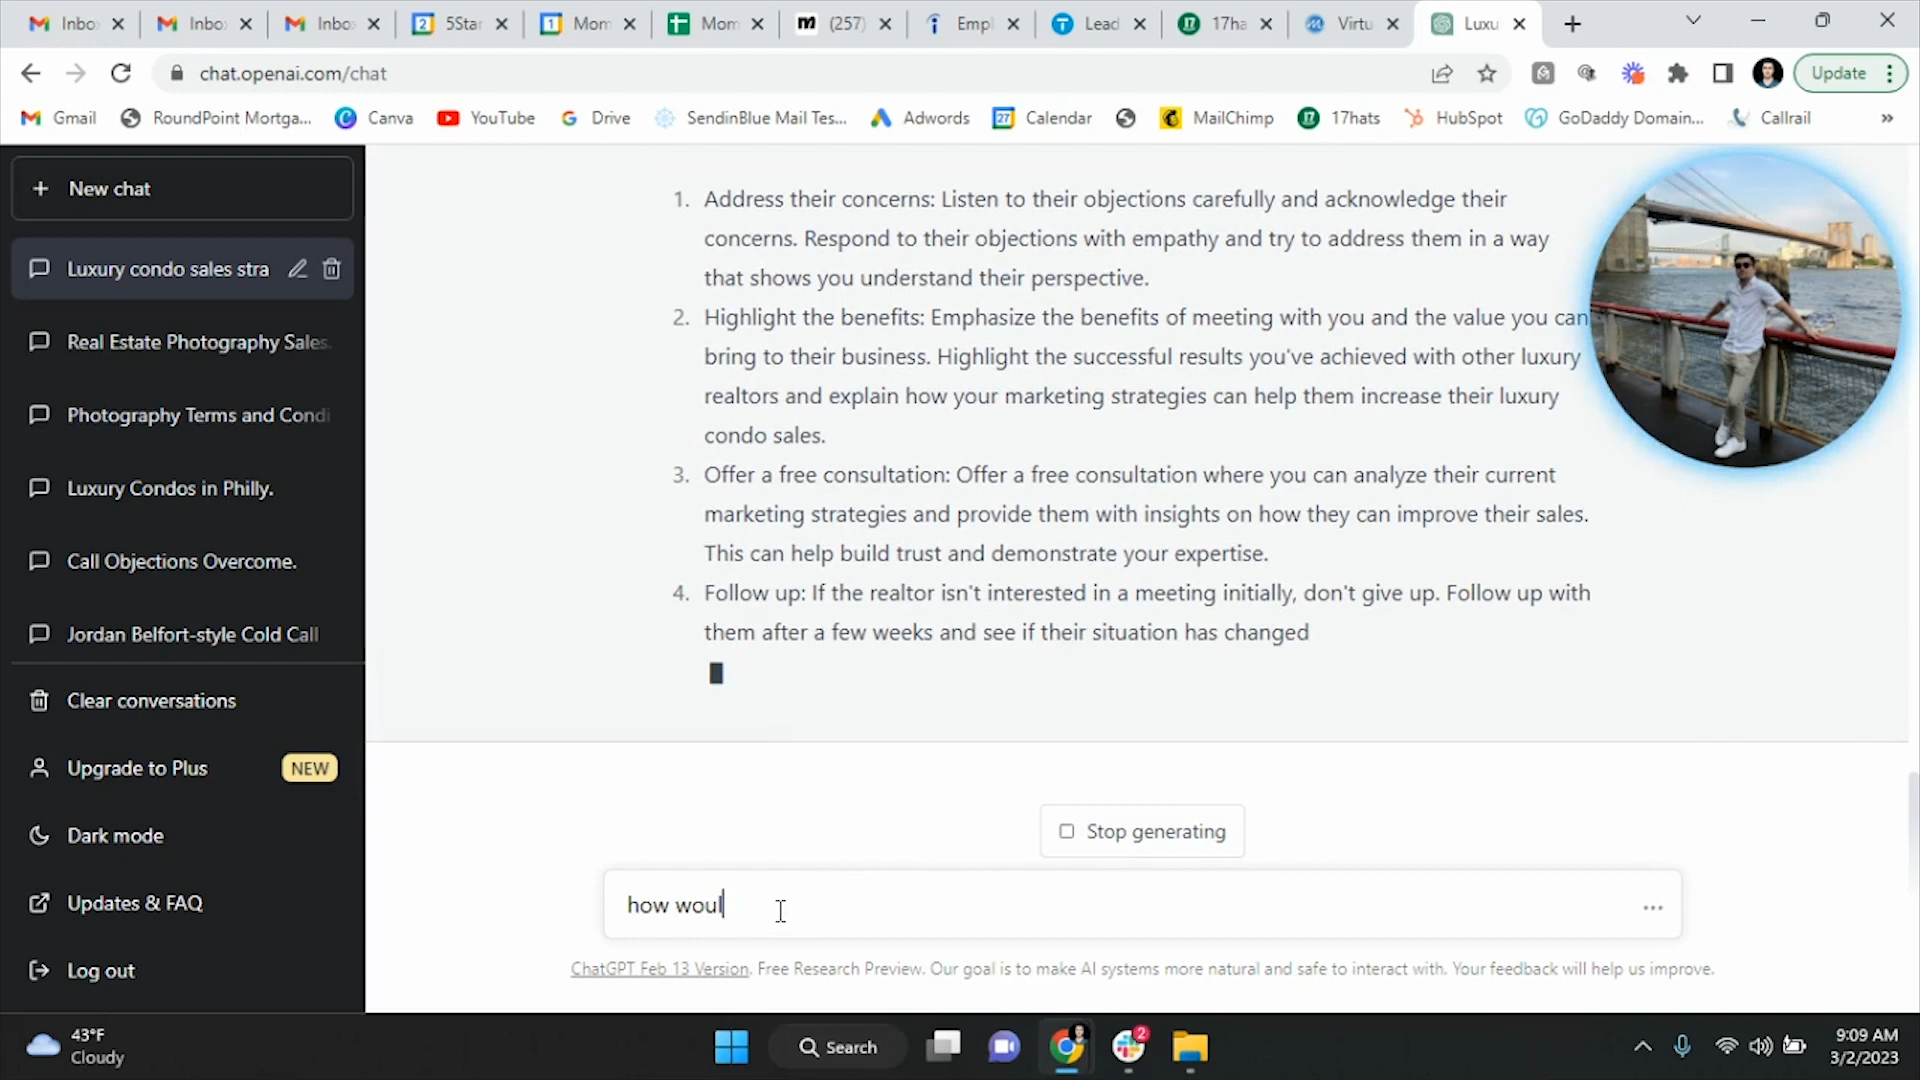 Inbo
Inbo
Inbo
5Star
Mom
Mom
(257)
Empl
Lead
17ha
Virtu
Luxu
chat.openai.com/chat
Update
Gmail
RoundPoint Mortga...
Canva
YouTube
Drive
SendinBlue Mail Tes...
Adwords
Calendar
MailChimp
17hats
HubSpot
GoDaddy Domain...
Callrail
»
+ New chat
Luxury condo sales stra
Real Estate Photography Sales.
Photography Terms and Condi
Luxury Condos in Philly.
Call Objections Overcome.
Jordan Belfort-style Cold Call
Clear conversations
Upgrade to Plus NEW
Dark mode
Updates & FAQ
Log out
1. Address their concerns: Listen to their objections carefully and acknowledge their
concerns. Respond to their objections with empathy and try to address them in a way
that shows you understand their perspective.
2. Highlight the benefits: Emphasize the benefits of meeting with you and the value you can
bring to their business. Highlight the successful results you've achieved with other luxury
realtors and explain how your marketing strategies can help them increase their luxury
condo sales.
3. Offer a free consultation: Offer a free consultation where you can analyze their current
marketing strategies and provide them with insights on how they can improve their sales.
This can help build trust and demonstrate your expertise.
4. Follow up: If the realtor isn't interested in a meeting initially, don't give up. Follow up with
them after a few weeks and see if their situation has changed
Stop generating
how woul
ChatGPT Feb 13 Version. Free Research Preview. Our goal is to make AI systems more natural and safe to interact with. Your feedback will help us improve.
43°F
Cloudy
Search
2
9:09 AM
3/2/2023